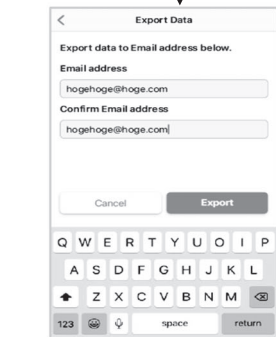 Export Data
Export data to Email address below.
Email address
hogehoge@hoge.com
Confirm Email address
hogehoge@hoge.com
Cancel Export
Q W E R T Y U O I P
A S D F G H J K L
Z X C V B N M
123 space return